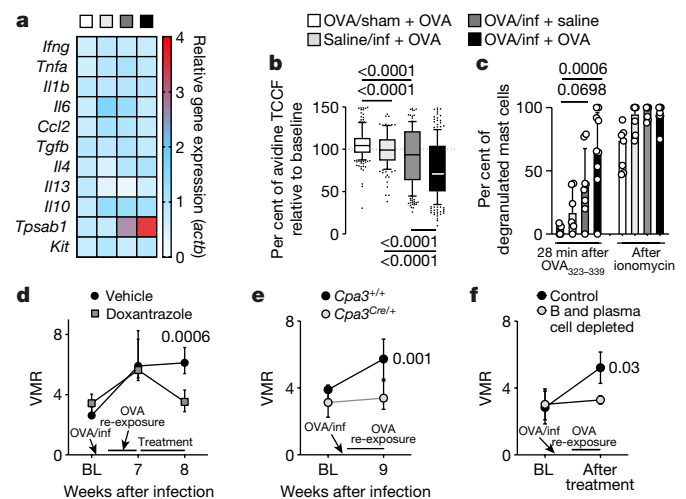 a
OVA/sham + OVA
OVA/inf + saline
Saline/inf + OVA
OVA/inf + OVA
Ifng
Tnfa
Il1b
Il6
Ccl2
Tgfb
Il4
Il13
Il10
Tpsab1
Kit
4
3
2
1
0
Relative gene expression (actb)
b
<0.0001
<0.0001
150
100
50
0
Per cent of avidine TCCF
relative to baseline
<0.0001
<0.0001
c
0.0006
0.0698
100
50
0
Per cent of
degranulated mast cells
28 min after
OVA323–339
After
ionomycin
d
Vehicle
Doxantrazole
8
4
0
VMR
0.0006
OVA/inf
OVA
re-exposure
Treatment
BL
7
8
Weeks after infection
e
Cpa3+/+
Cpa3Cre/+
8
4
0
VMR
0.001
OVA/inf
OVA
re-exposure
BL
9
Weeks after infection
f
Control
B and plasma
cell depleted
8
4
0
VMR
0.03
OVA/inf
OVA
re-exposure
BL
After
treatment